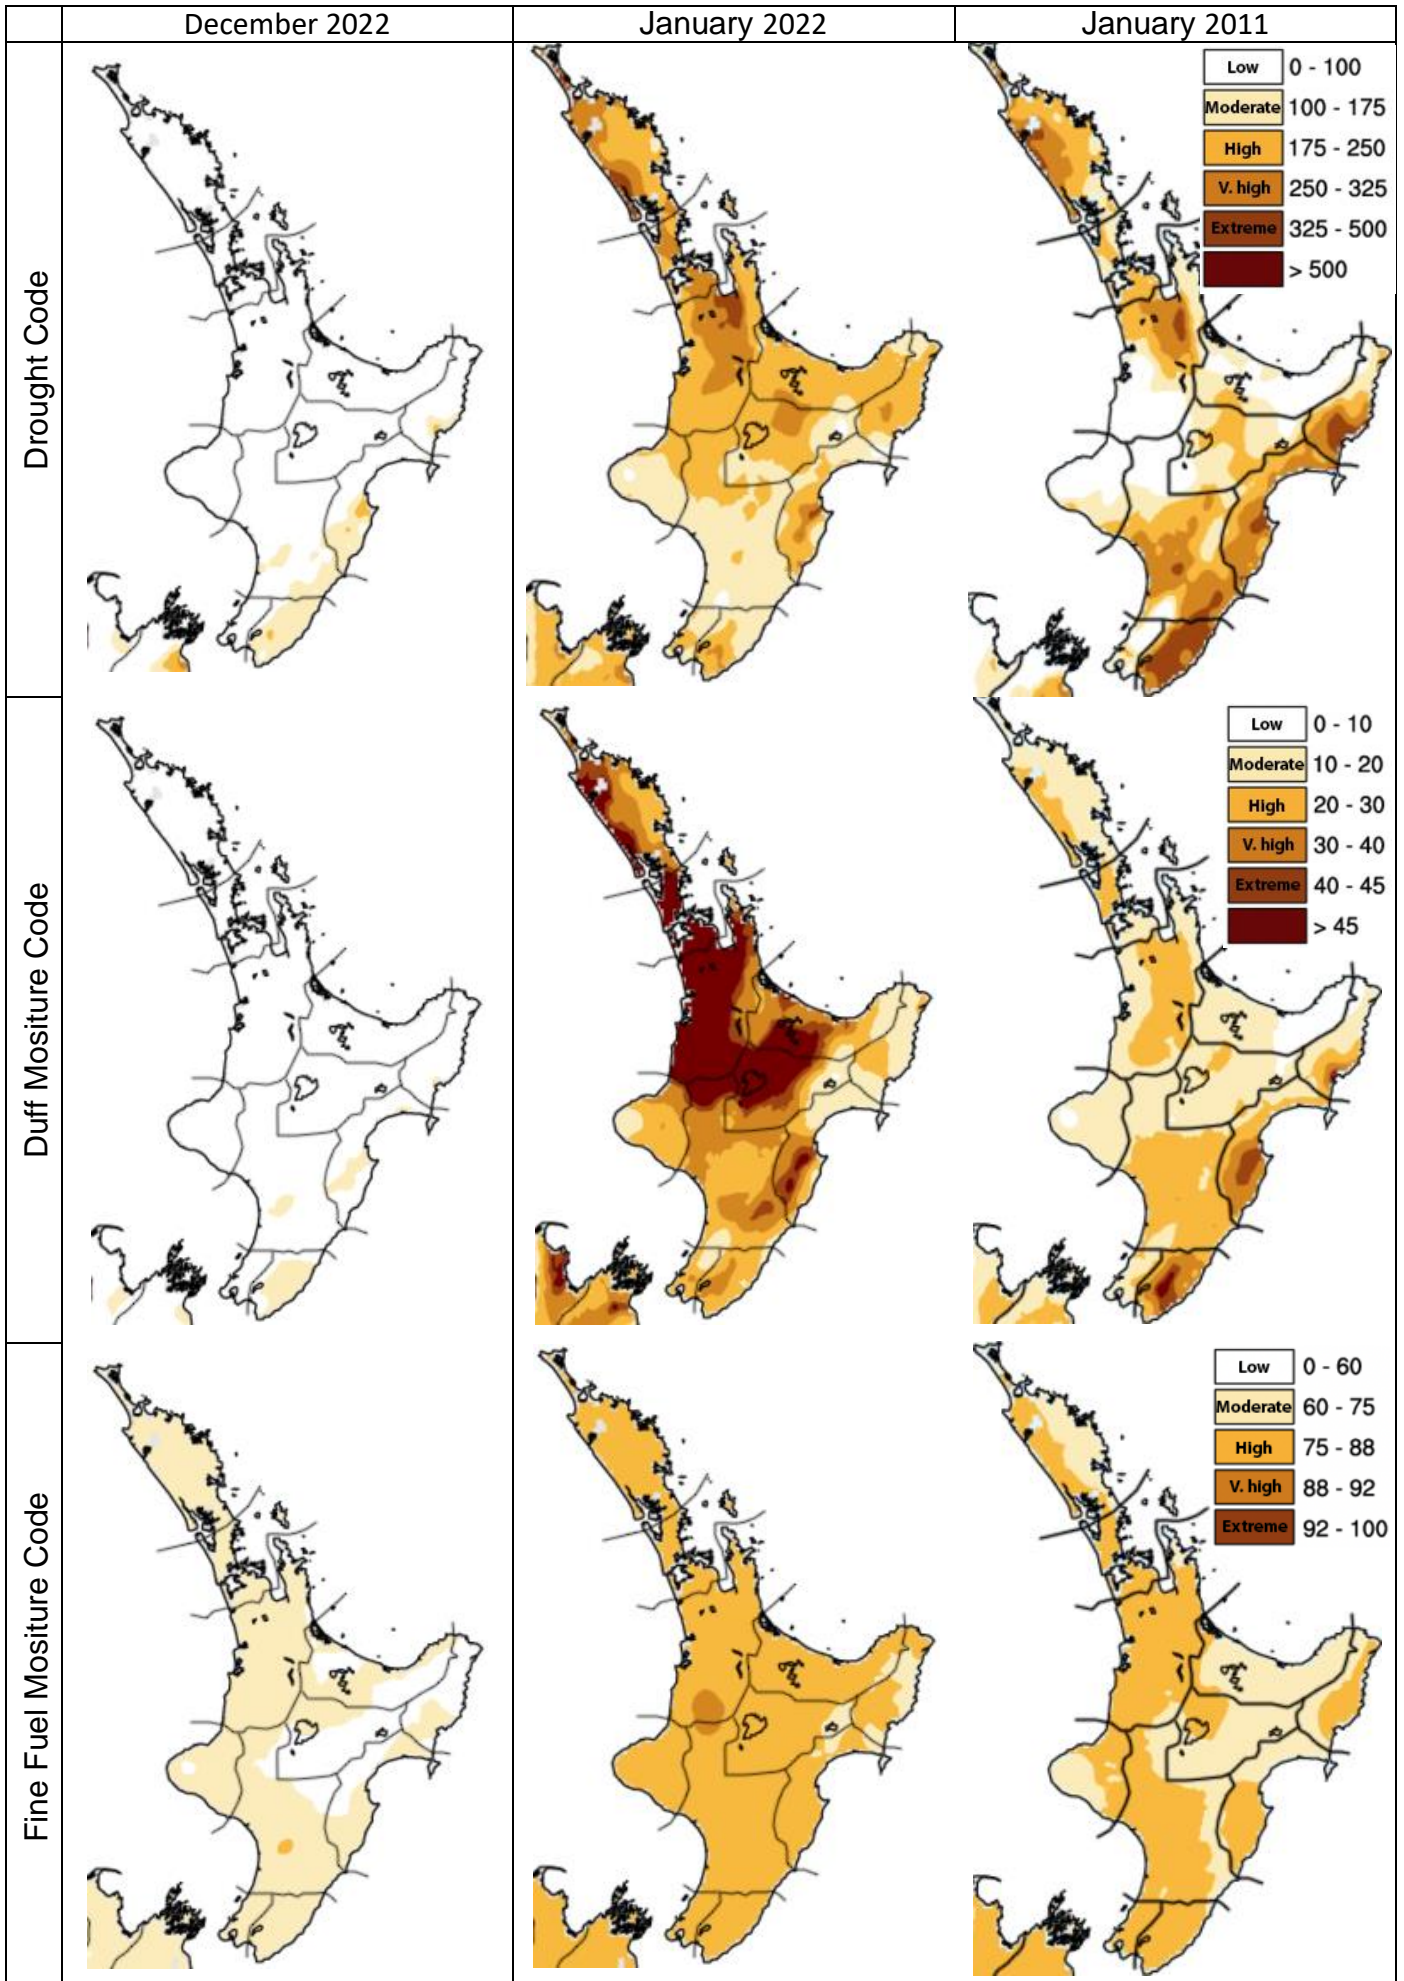 December 2022
January 2022
January 2011
Drought Code
Low 0 - 100
Moderate 100 - 175
High 175 - 250
V. high 250 - 325
Extreme 325 - 500
> 500
Duff Mositure Code
Low 0 - 10
Moderate 10 - 20
High 20 - 30
V. high 30 - 40
Extreme 40 - 45
> 45
Fine Fuel Mositure Code
Low 0 - 60
Moderate 60 - 75
High 75 - 88
V. high 88 - 92
Extreme 92 - 100